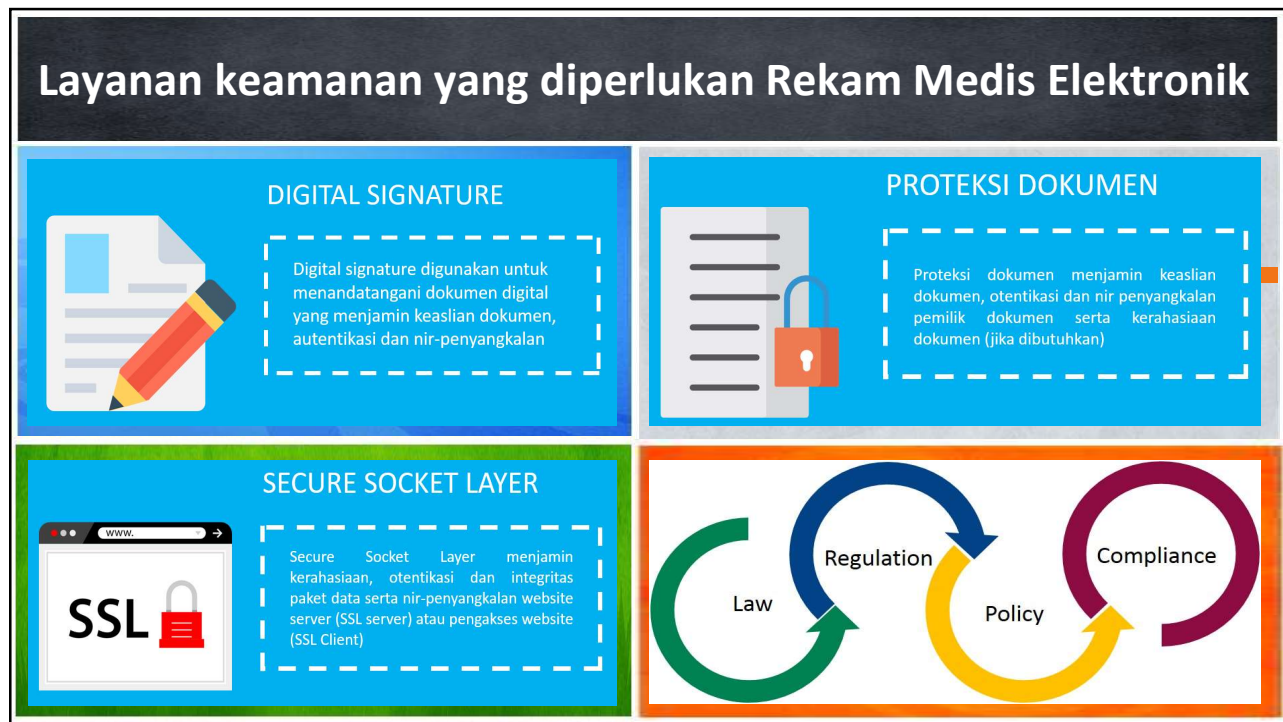 Layanan keamanan yang diperlukan Rekam Medis Elektronik
DIGITAL SIGNATURE
Digital signature digunakan untuk
menandatangani dokumen digital
yang menjamin keaslian dokumen,
autentikasi dan nir-penyangkalan
PROTEKSI DOKUMEN
Proteksi dokumen menjamin keaslian
dokumen, otentikasi dan nir penyangkalan
pemilik dokumen serta kerahasiaan
dokumen (jika dibutuhkan)
SECURE SOCKET LAYER
www.
SSL
Secure Socket Layer menjamin
kerahasiaan, otentikasi dan integritas
paket data serta nir-penyangkalan website
server (SSL server) atau pengakses website
(SSL Client)
Law
Regulation
Policy
Compliance